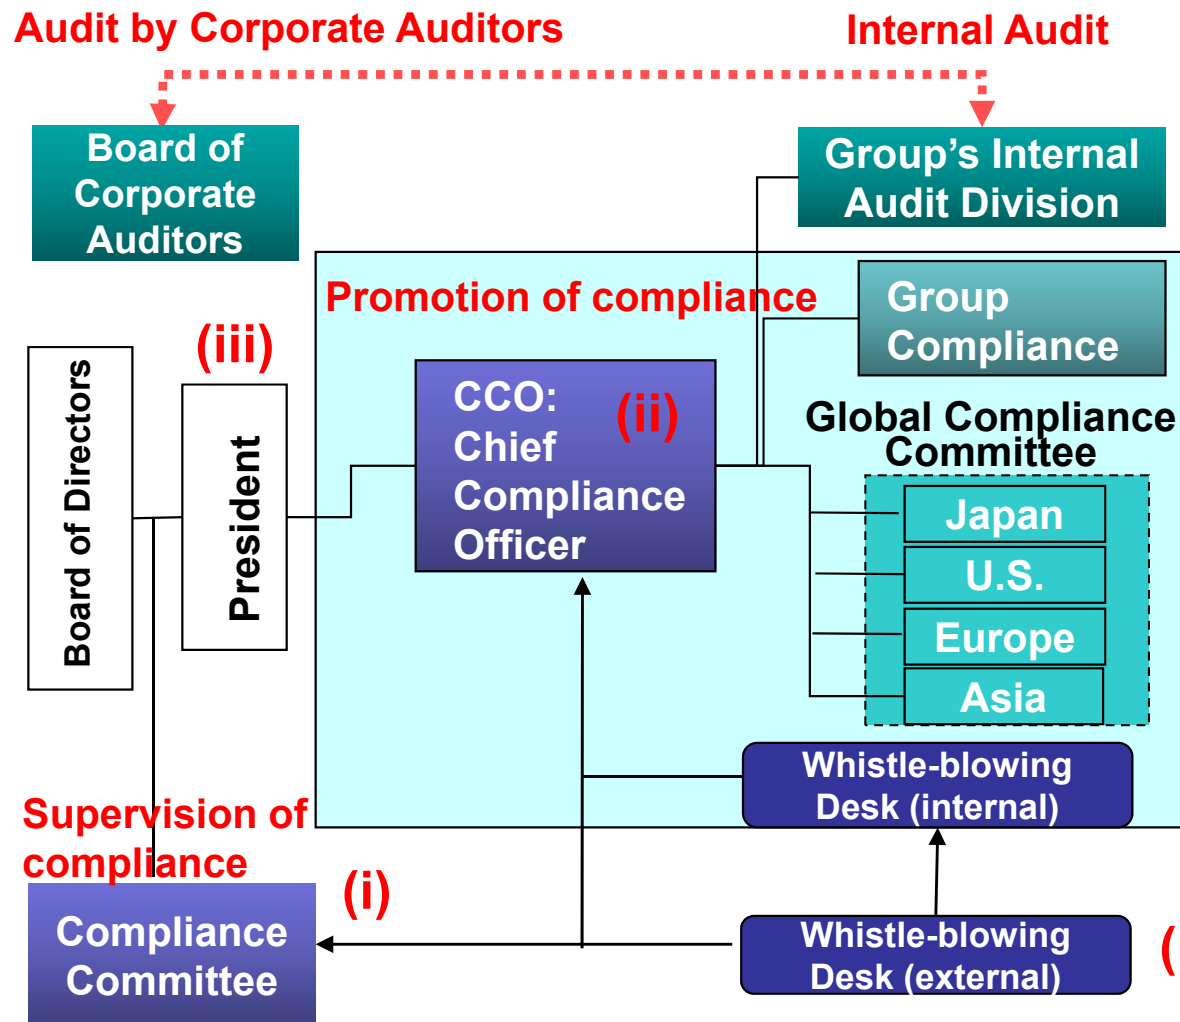 Audit by Corporate Auditors
Internal Audit
Board of
Corporate
Auditors
Group's Internal
Audit Division
Promotion of compliance
Group
Compliance
(iii)
Board of Directors
President
CCO:
Chief
Compliance
Officer
(ii)
Global Compliance
Committee
Japan
U.S.
Europe
Asia
Whistle-blowing
Desk (internal)
Supervision of
compliance
(i)
Compliance
Committee
Whistle-blowing
Desk (external)
(